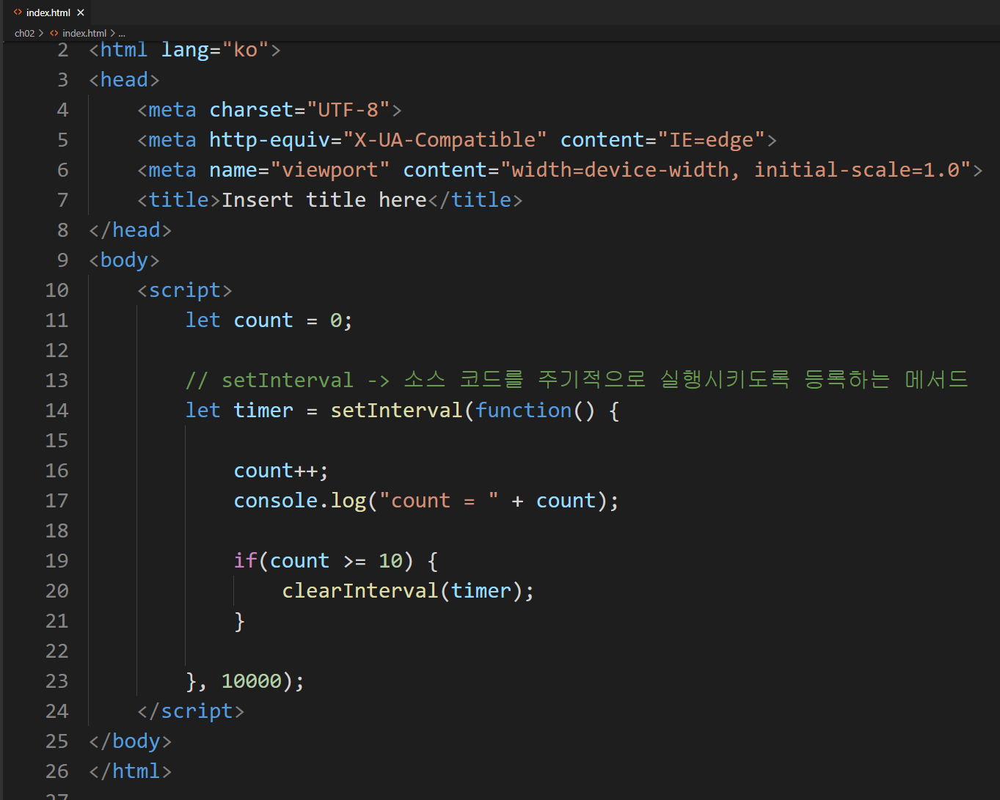 index.html
ch02 > index.html > ...
2 <html lang="ko">
3 <head>
4     <meta charset="UTF-8">
5     <meta http-equiv="X-UA-Compatible" content="IE=edge">
6     <meta name="viewport" content="width=device-width, initial-scale=1.0">
7     <title>Insert title here</title>
8 </head>
9 <body>
10     <script>
11         let count = 0;
12
13         // setInterval -> 소스 코드를 주기적으로 실행시키도록 등록하는 메서드
14         let timer = setInterval(function() {
15
16             count++;
17             console.log("count = " + count);
18
19             if(count >= 10) {
20                 clearInterval(timer);
21             }
22
23         }, 10000);
24     </script>
25 </body>
26 </html>
27